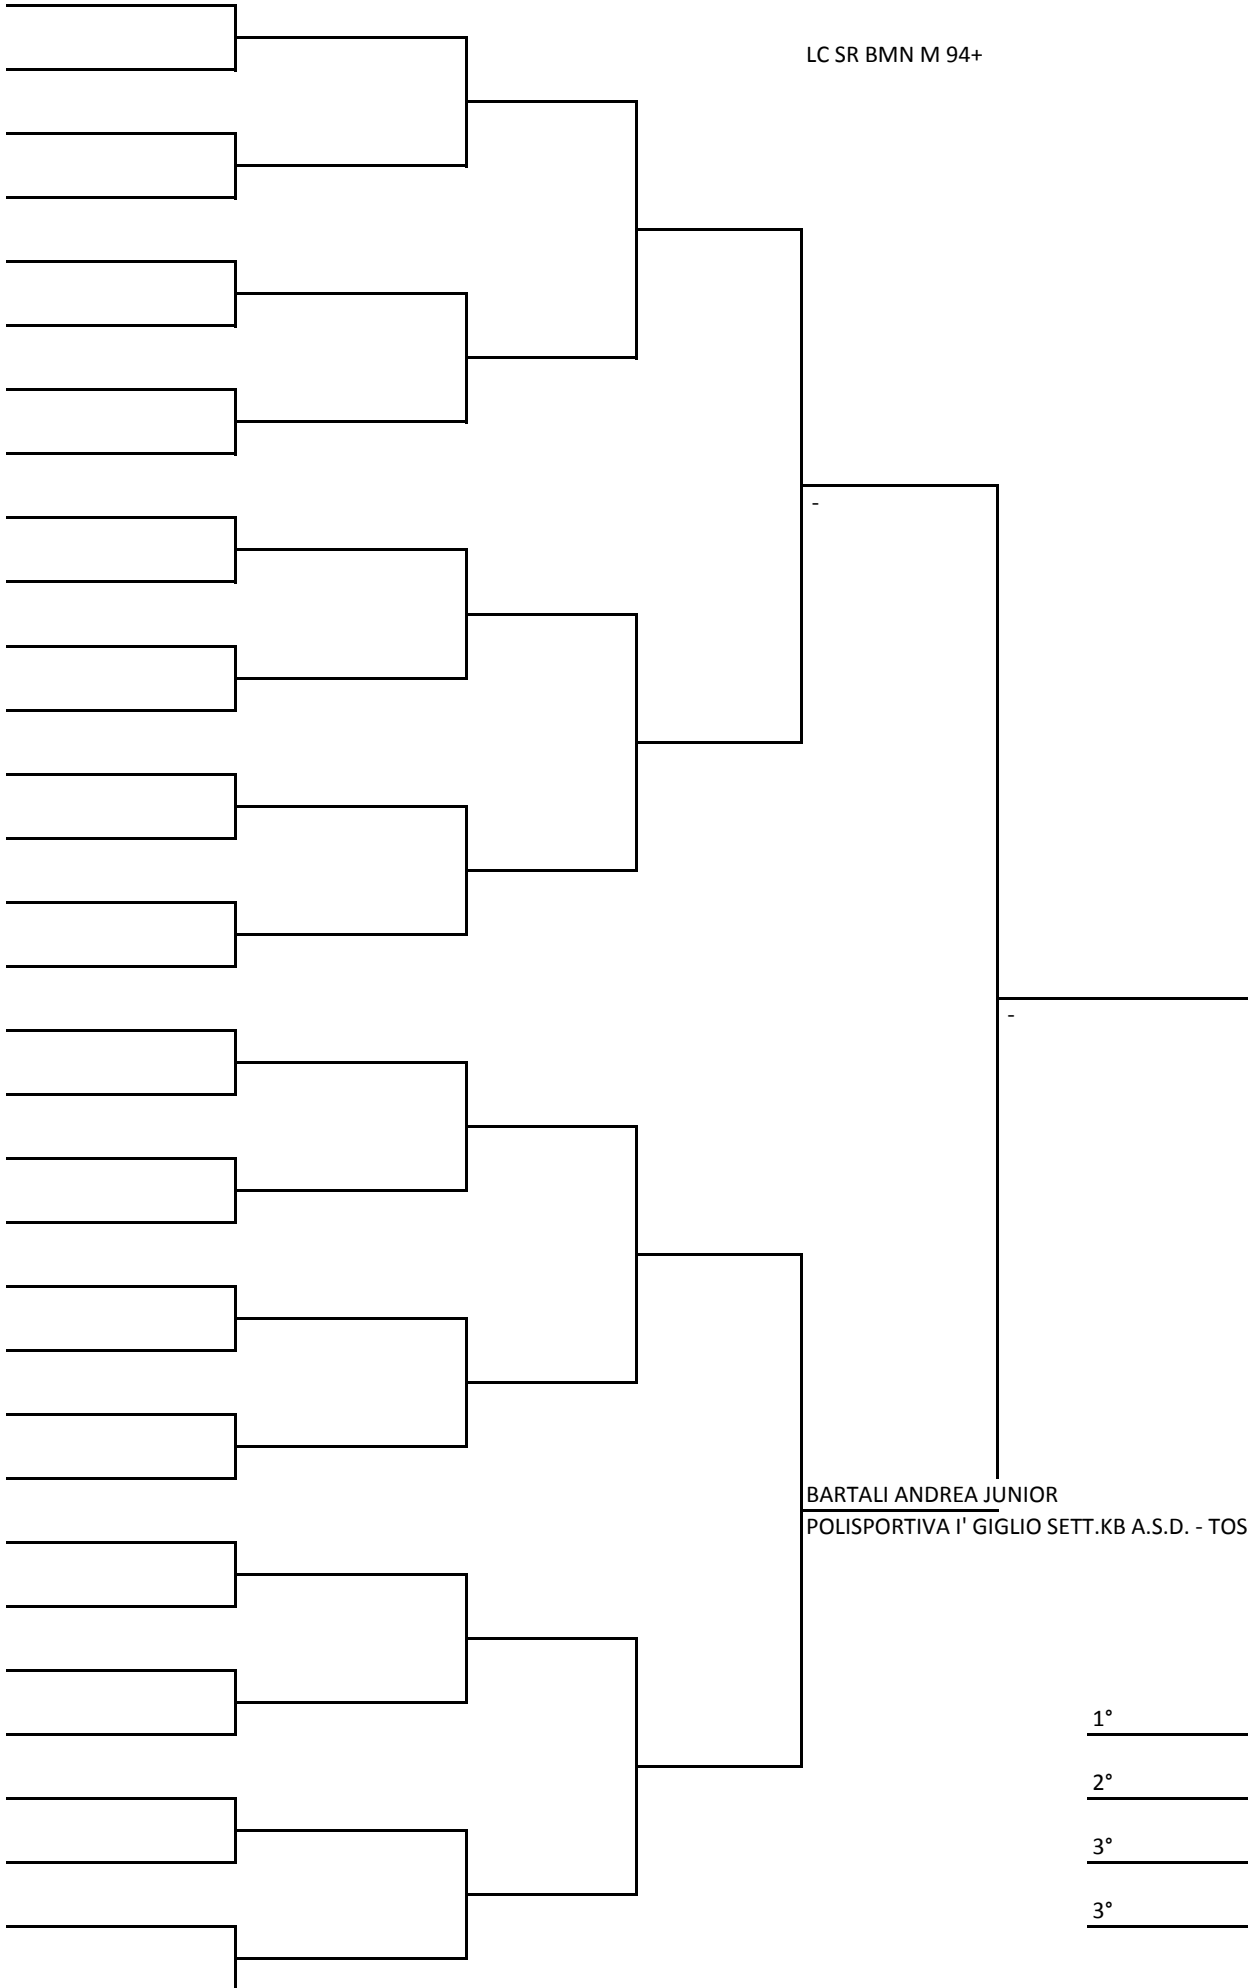 LC SR BMN M 94+
-
-
BARTALI ANDREA JUNIOR
POLISPORTIVA I' GIGLIO SETT.KB A.S.D. - TOS
1°
2°
3°
3°